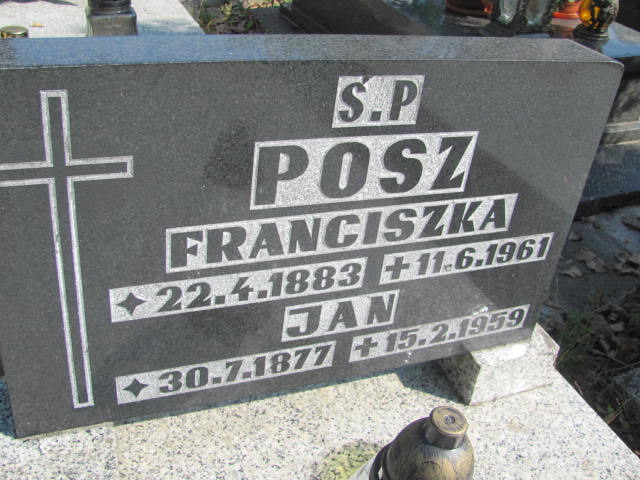 Ś.P
POSZ
FRANCISZKA
✦22.4.1883 +11.6.1961
JAN
✦30.7.1877 +15.2.1959